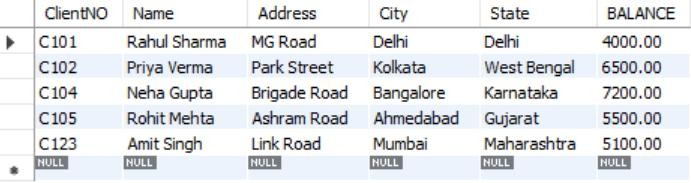 ClientNO Name Address City State BALANCE
C101 Rahul Sharma MG Road Delhi Delhi 4000.00
C102 Priya Verma Park Street Kolkata West Bengal 6500.00
C104 Neha Gupta Brigade Road Bangalore Karnataka 7200.00
C105 Rohit Mehta Ashram Road Ahmedabad Gujarat 5500.00
C123 Amit Singh Link Road Mumbai Maharashtra 5100.00
NULL NULL NULL NULL NULL NULL